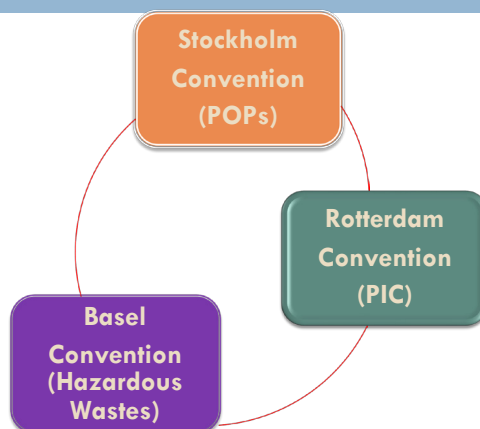 Stockholm
Convention
(POPs)
Rotterdam
Convention
(PIC)
Basel
Convention
(Hazardous
Wastes)